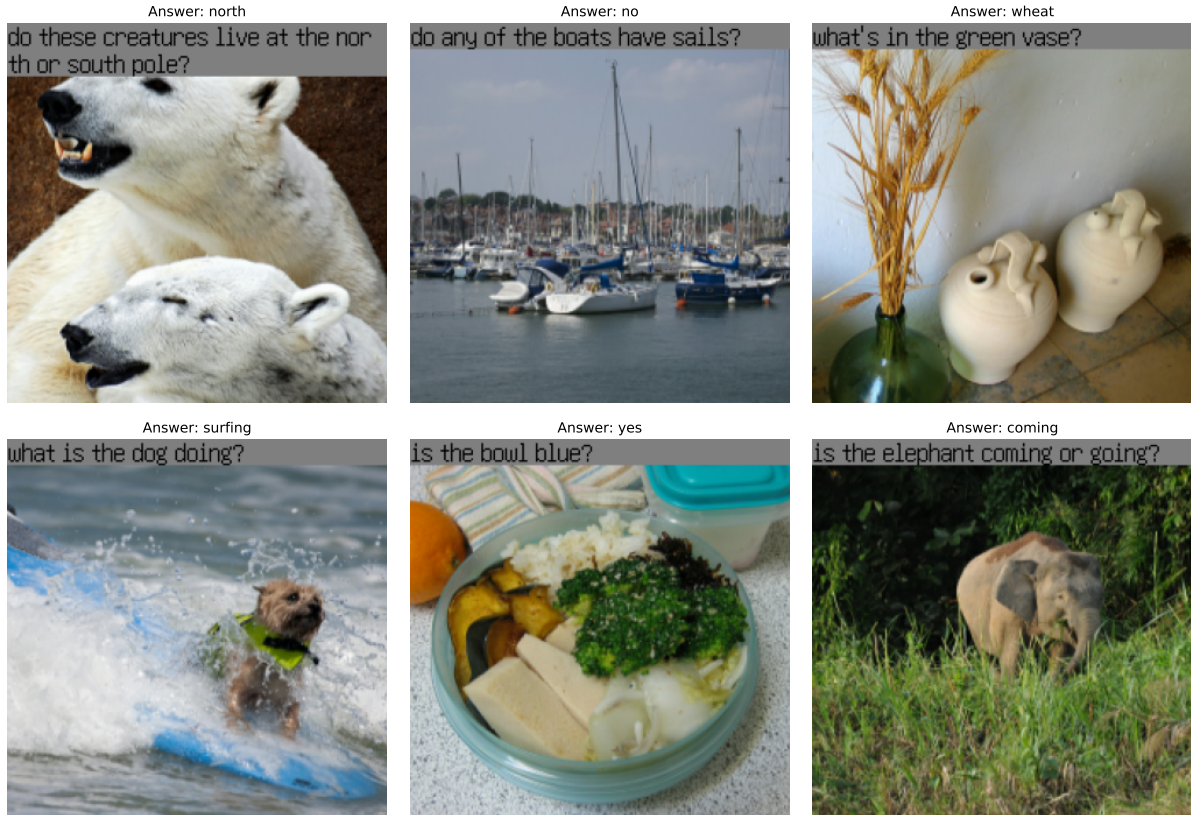 Answer: north
do these creatures live at the nor
th or south pole?
Answer: no
do any of the boats have sails?
Answer: wheat
what's in the green vase?
Answer: surfing
what is the dog doing?
Answer: yes
is the bowl blue?
Answer: coming
is the elephant coming or going?